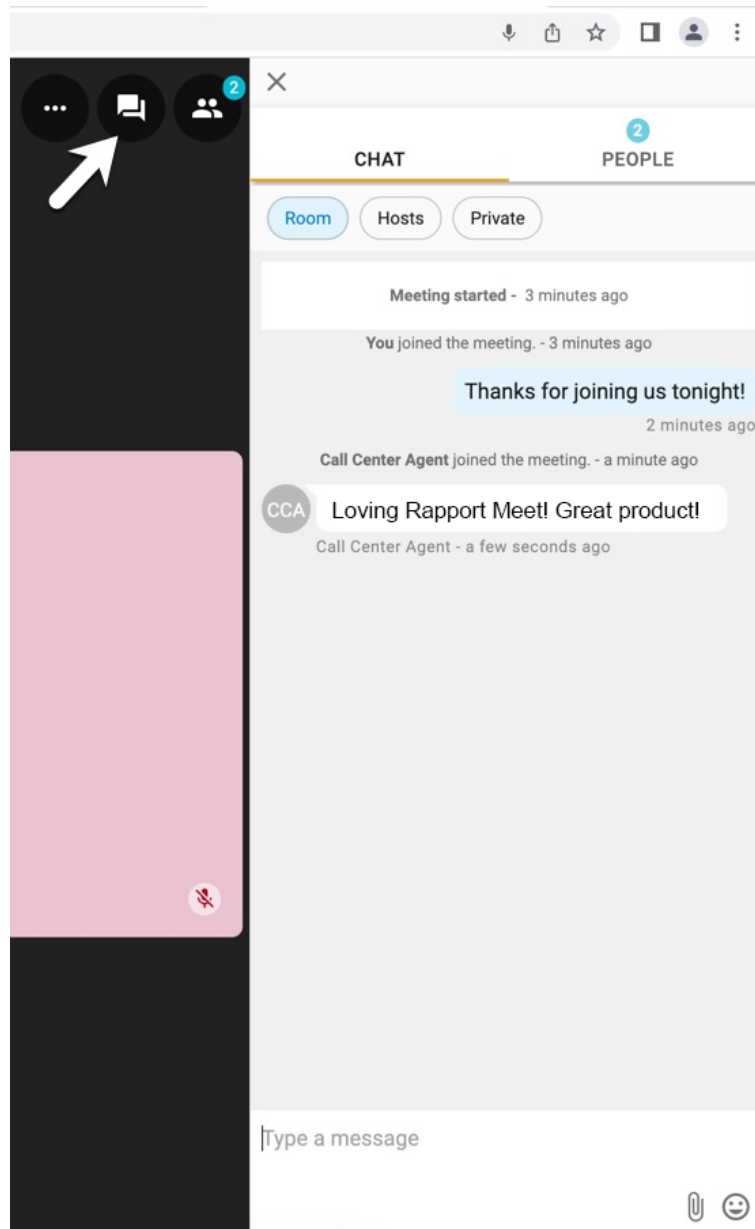 2
2
CHAT
PEOPLE
Room
Hosts
Private
Meeting started - 3 minutes ago
You joined the meeting. - 3 minutes ago
Thanks for joining us tonight!
2 minutes ago
Call Center Agent joined the meeting. - a minute ago
CCA
Loving Rapport Meet! Great product!
Call Center Agent - a few seconds ago
Type a message